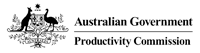 Australian Government
Productivity Commission